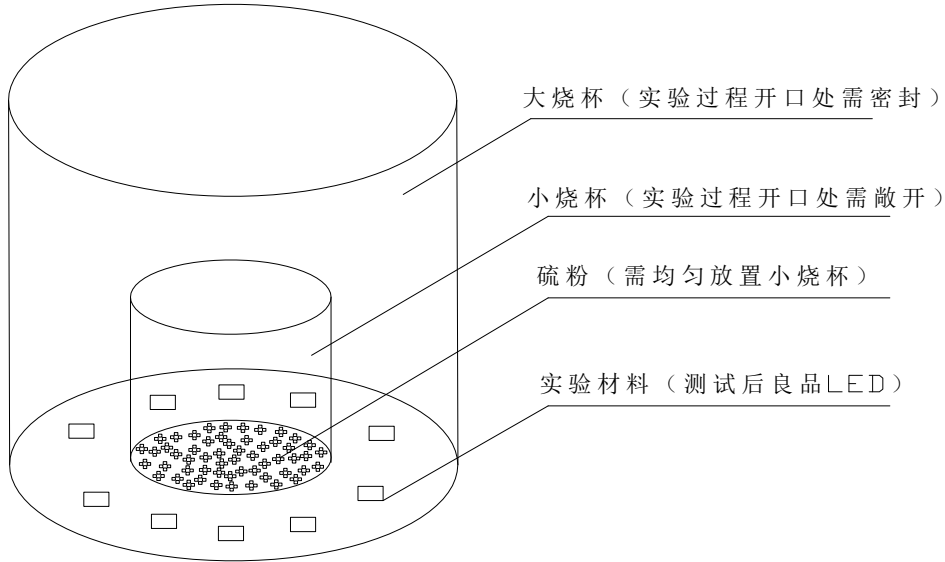 大烧杯（实验过程开口处需密封）
小烧杯（实验过程开口处需敞开）
硫粉（需均匀放置小烧杯）
实验材料（测试后良品LED）